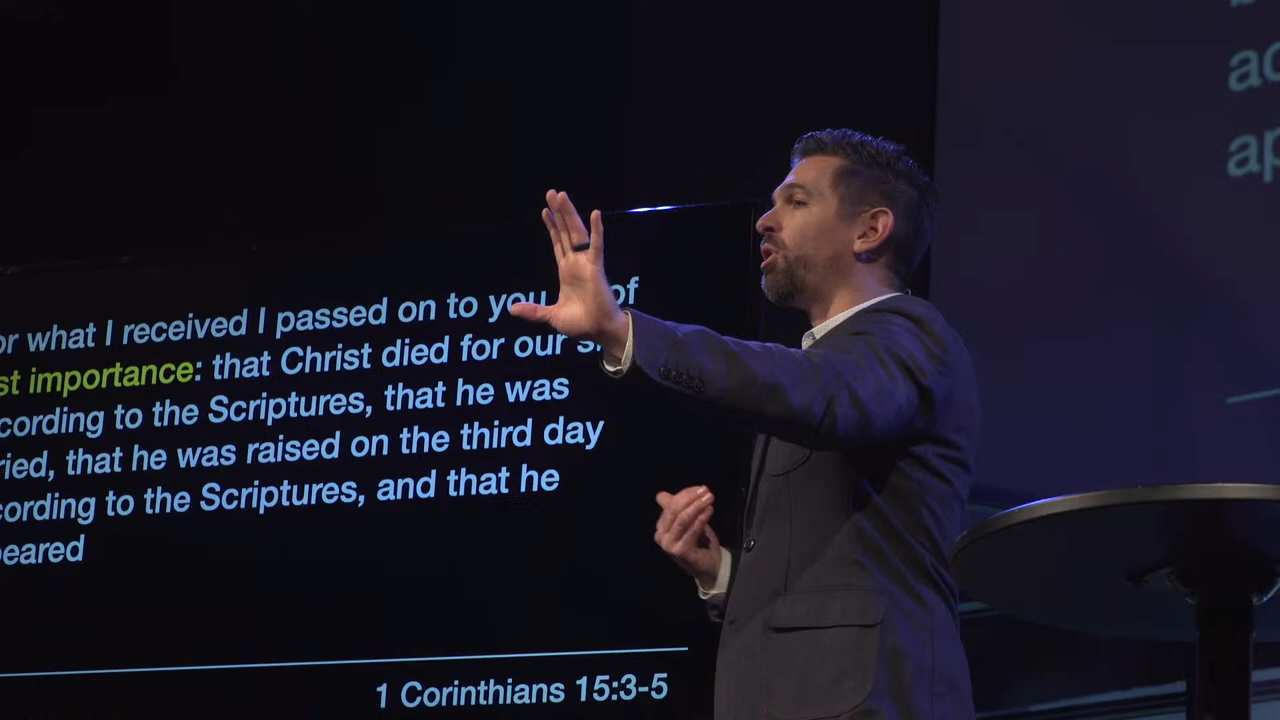 or what I received I passed on to you of
st importance: that Christ died for our
cording to the Scriptures, that he was
ried, that he was raised on the third day
cording to the Scriptures, and that he
peared
1 Corinthians 15:3-5
ac
ap